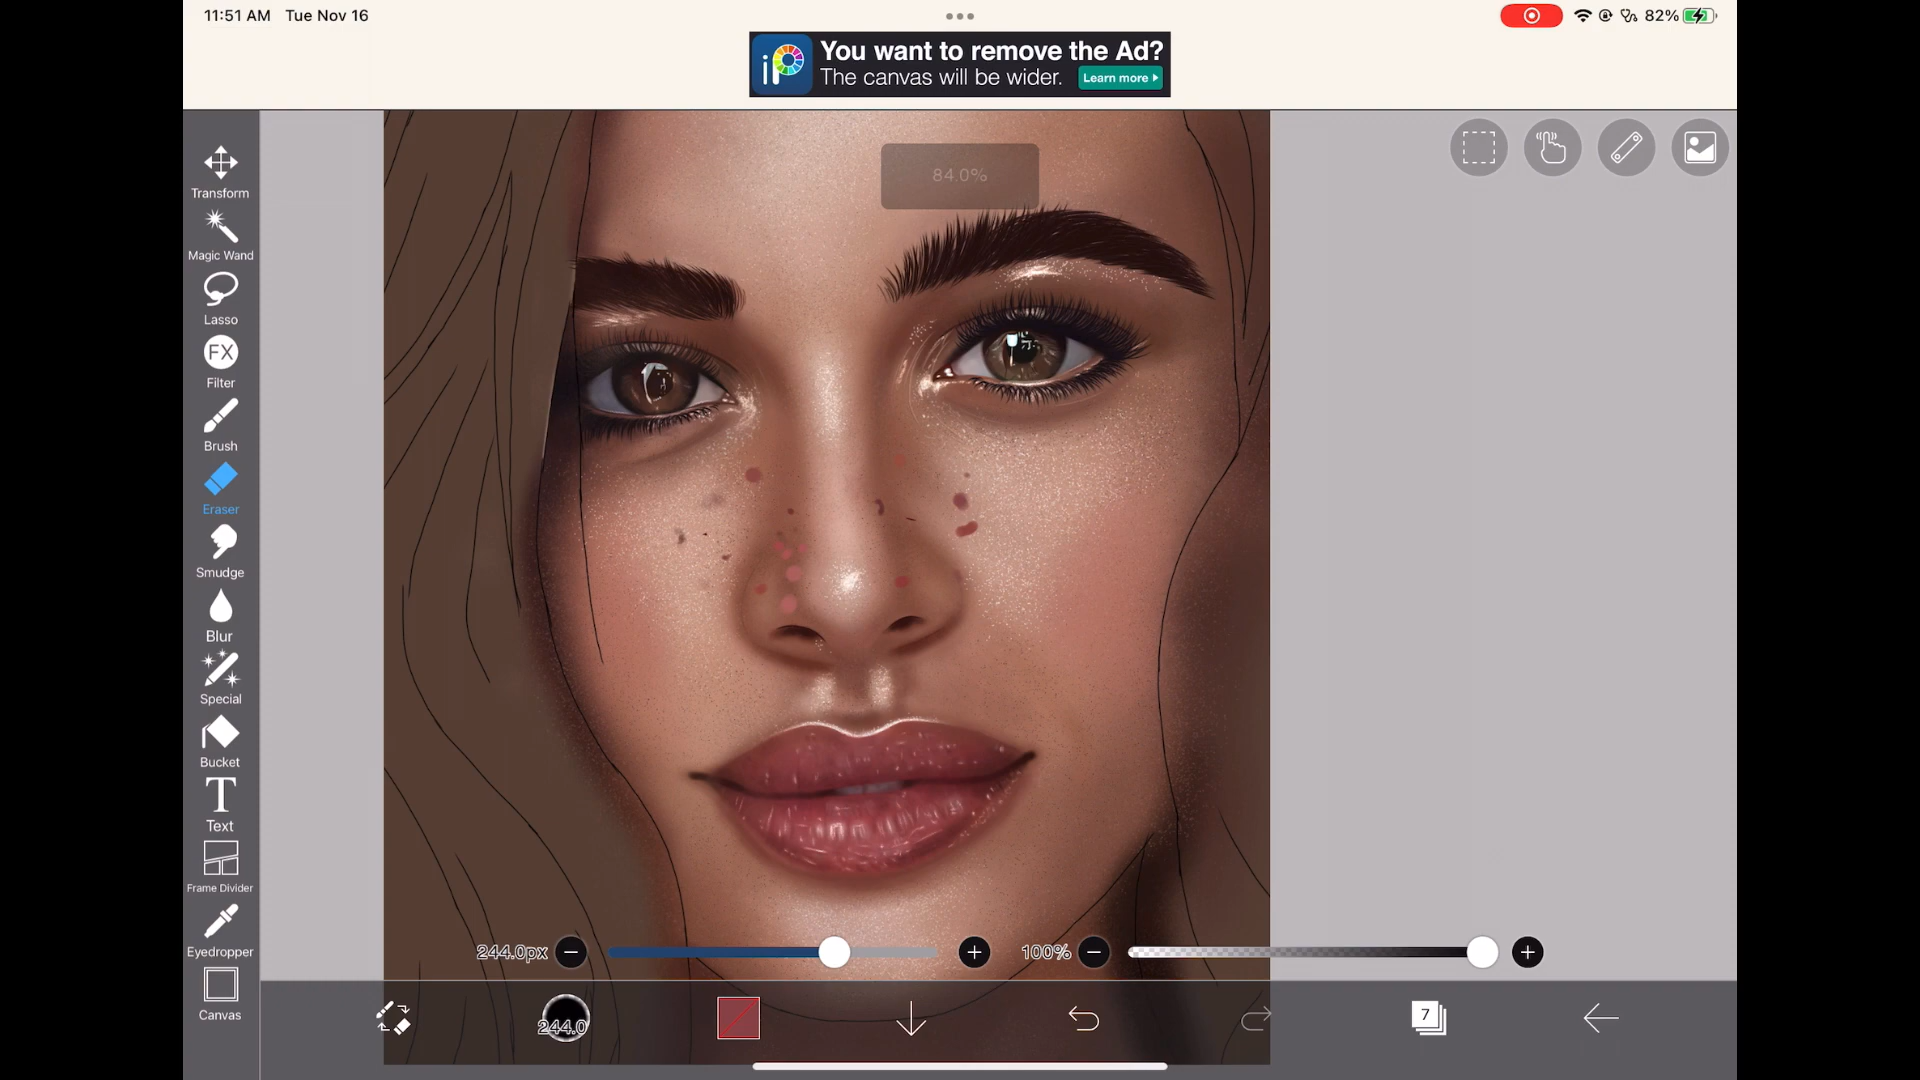 11:51 AM Tue Nov 16
82%
iP
You want to remove the Ad?
The canvas will be wider.
Learn more
84.0%
Transform
Magic Wand
Lasso
FX
Filter
Brush
Eraser
Smudge
Blur
Special
Bucket
T
Text
Frame Divider
Eyedropper
Canvas
244.0px
100%
244.0
7